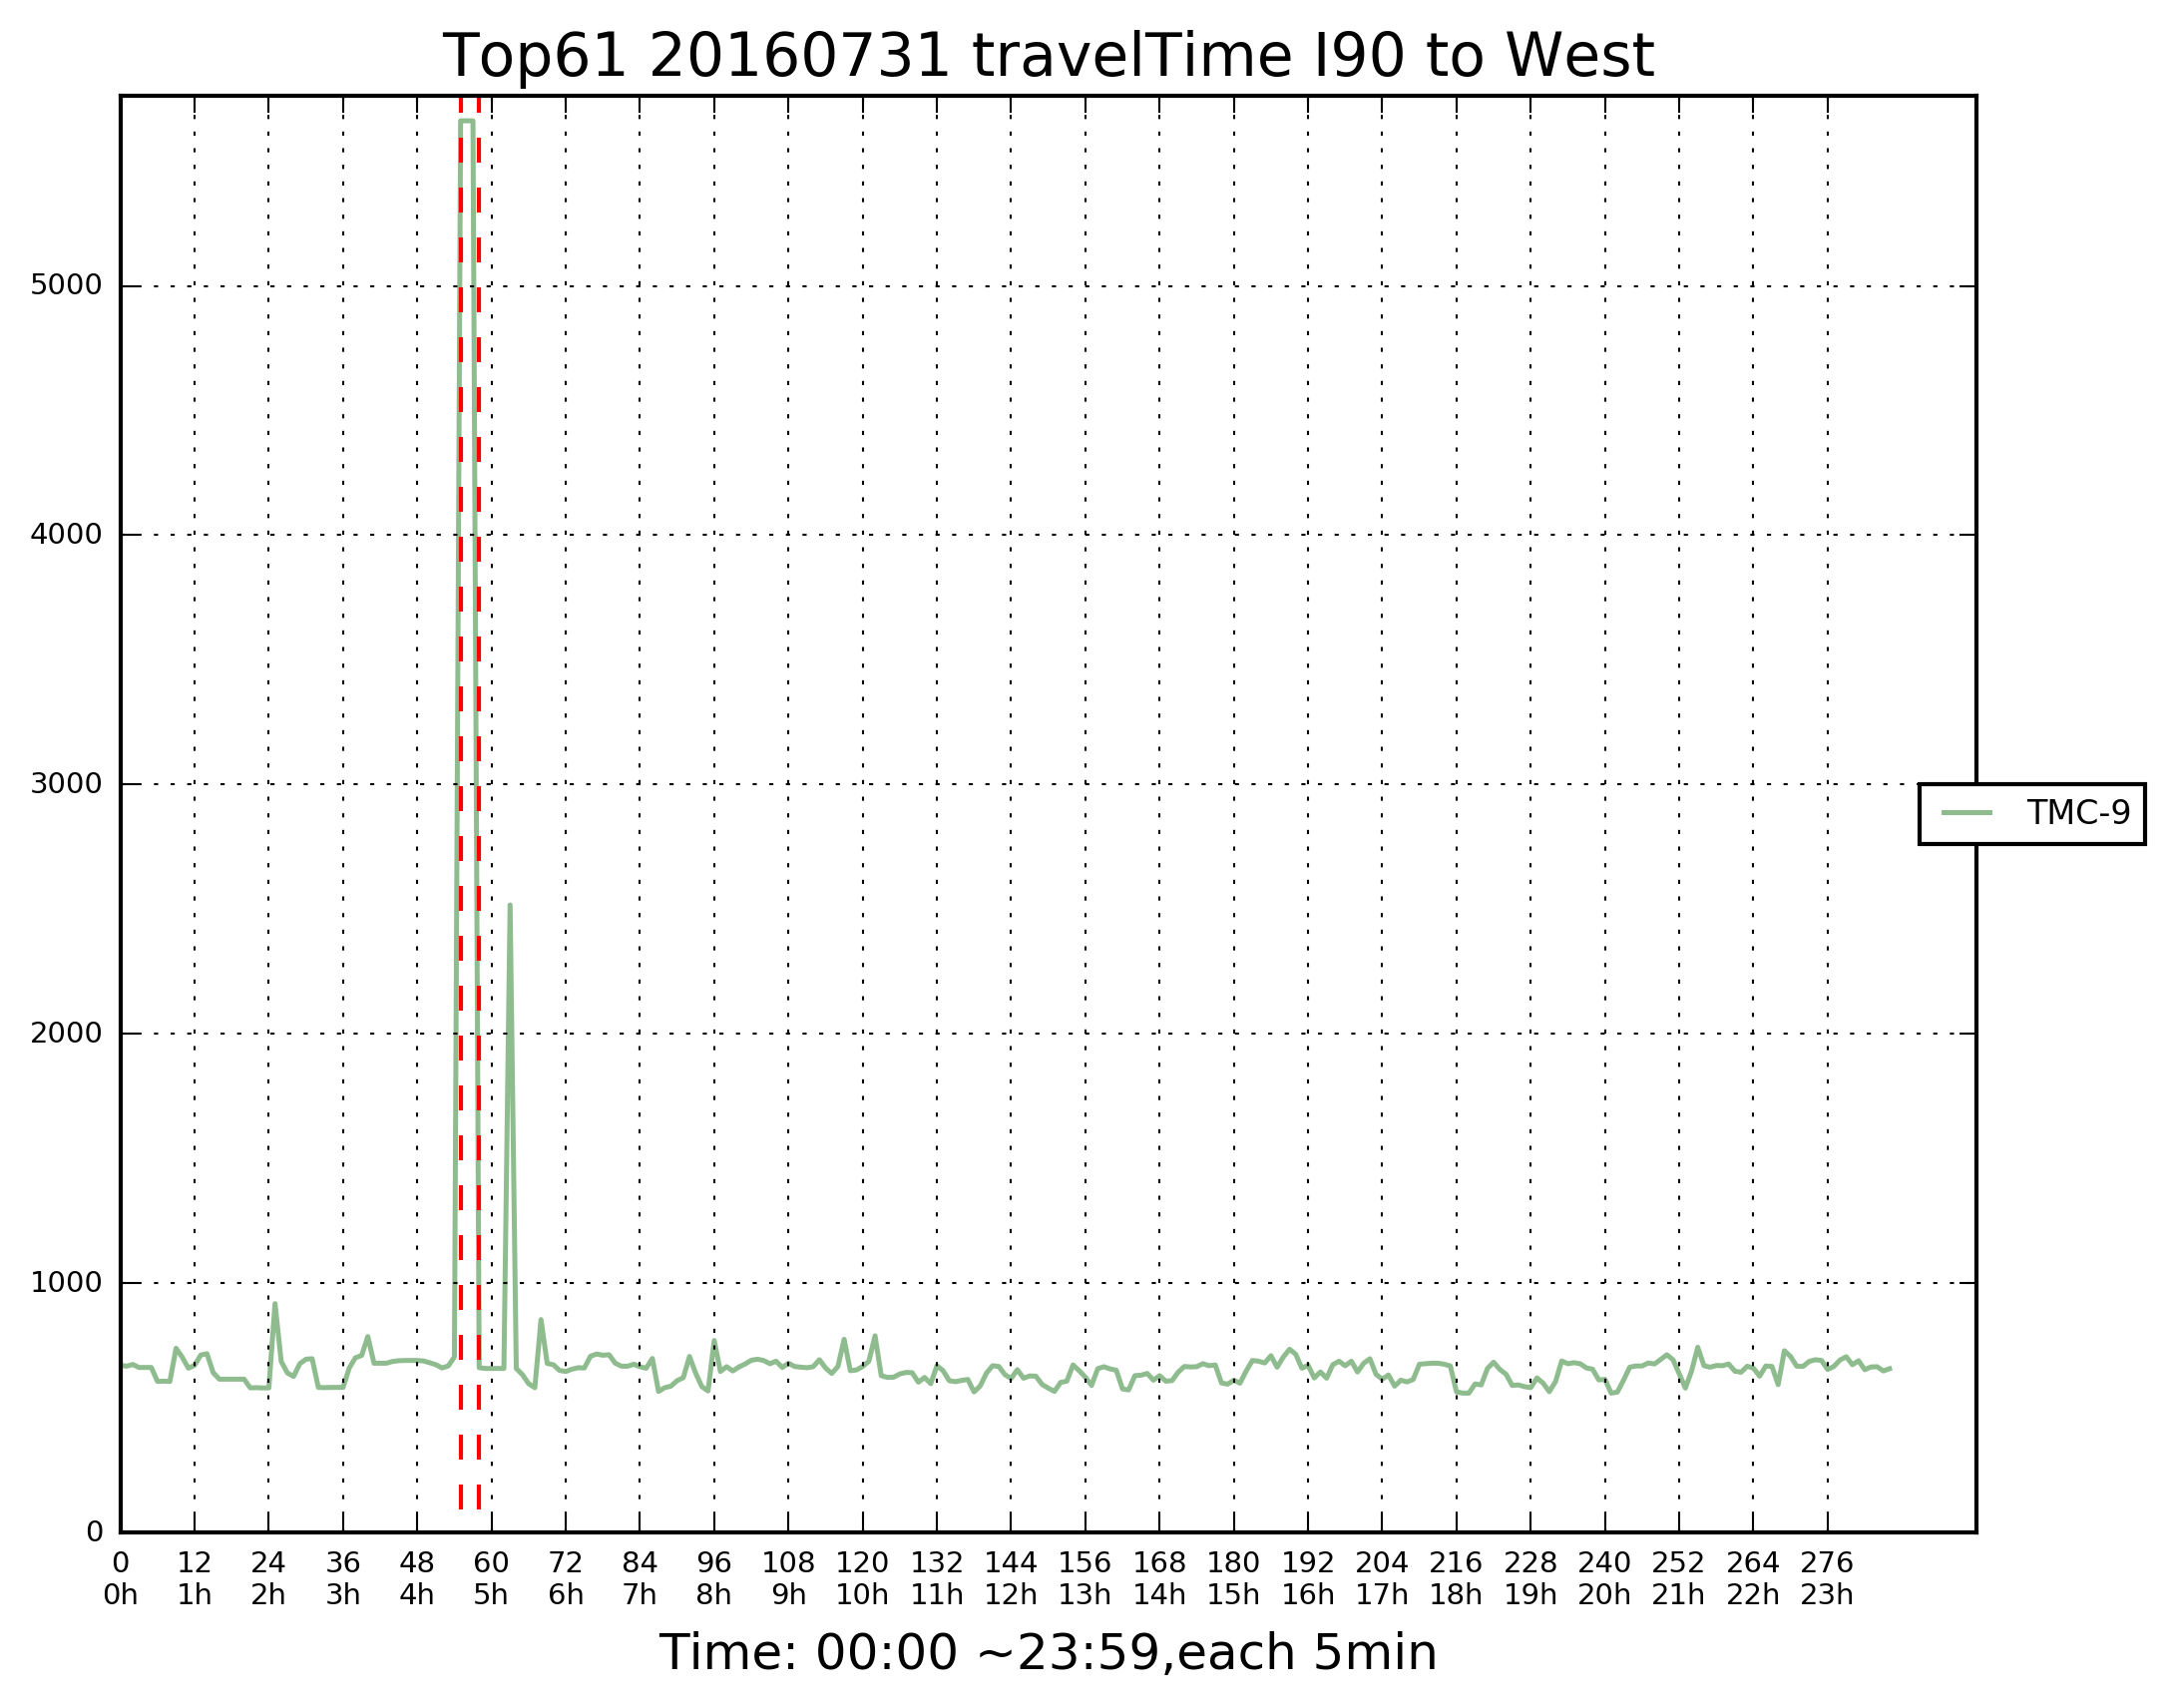 Top61 20160731 travelTime I90 to West
5000
4000
3000
2000
1000
0
TMC-9
0 12 24 36 48 60 72 84 96 108 120 132 144 156 168 180 192 204 216 228 240 252 264 276
0h 1h 2h 3h 4h 5h 6h 7h 8h 9h 10h 11h 12h 13h 14h 15h 16h 17h 18h 19h 20h 21h 22h 23h
Time: 00:00 ~23:59,each 5min